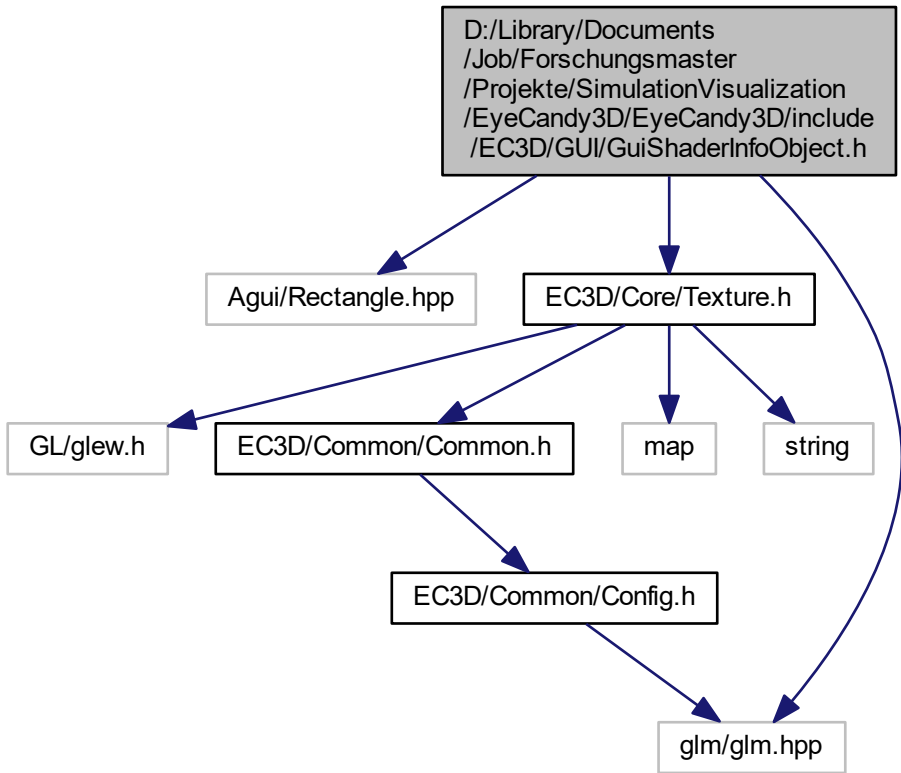 D:/Library/Documents
/Job/Forschungsmaster
/Projekte/SimulationVisualization
/EyeCandy3D/EyeCandy3D/include
/EC3D/GUI/GuiShaderInfoObject.h
Agui/Rectangle.hpp
EC3D/Core/Texture.h
GL/glew.h
EC3D/Common/Common.h
map
string
EC3D/Common/Config.h
glm/glm.hpp